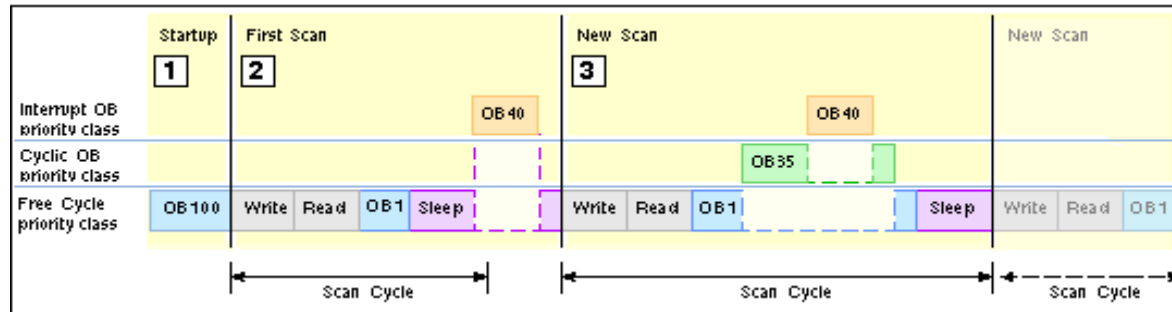 Startup
First Scan
New Scan
New Scan
1
2
3
Interrupt OB
priority class
OB40
OB40
Cyclic OB
priority class
OB35
Free Cycle
priority class
OB100
Write
Read
OB1
Sleep
Write
Read
OB1
Sleep
Write
Read
OB1
Scan Cycle
Scan Cycle
Scan Cycle